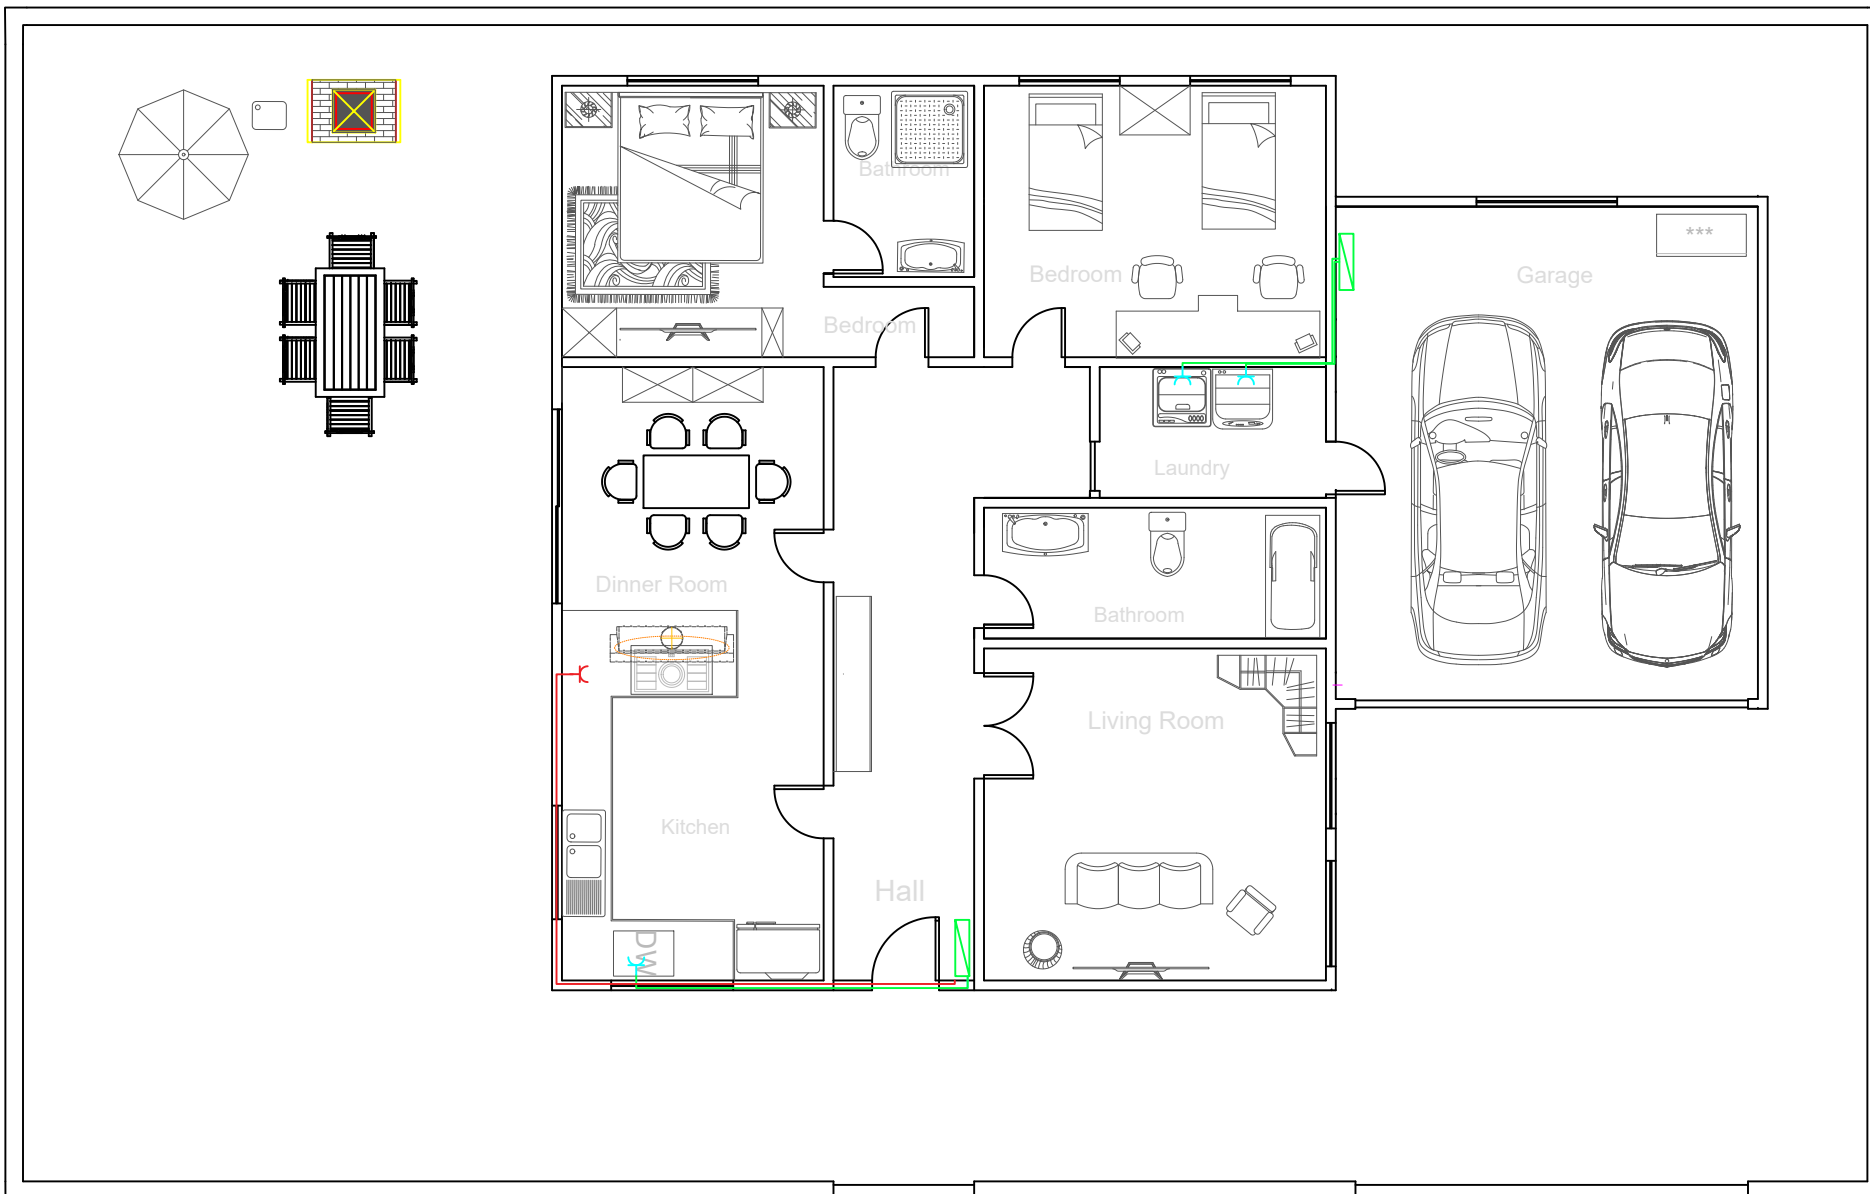 Bathroom
Bedroom
***
Garage
Bedroom
Laundry
Dinner Room
Bathroom
Living Room
Kitchen
Hall
DW